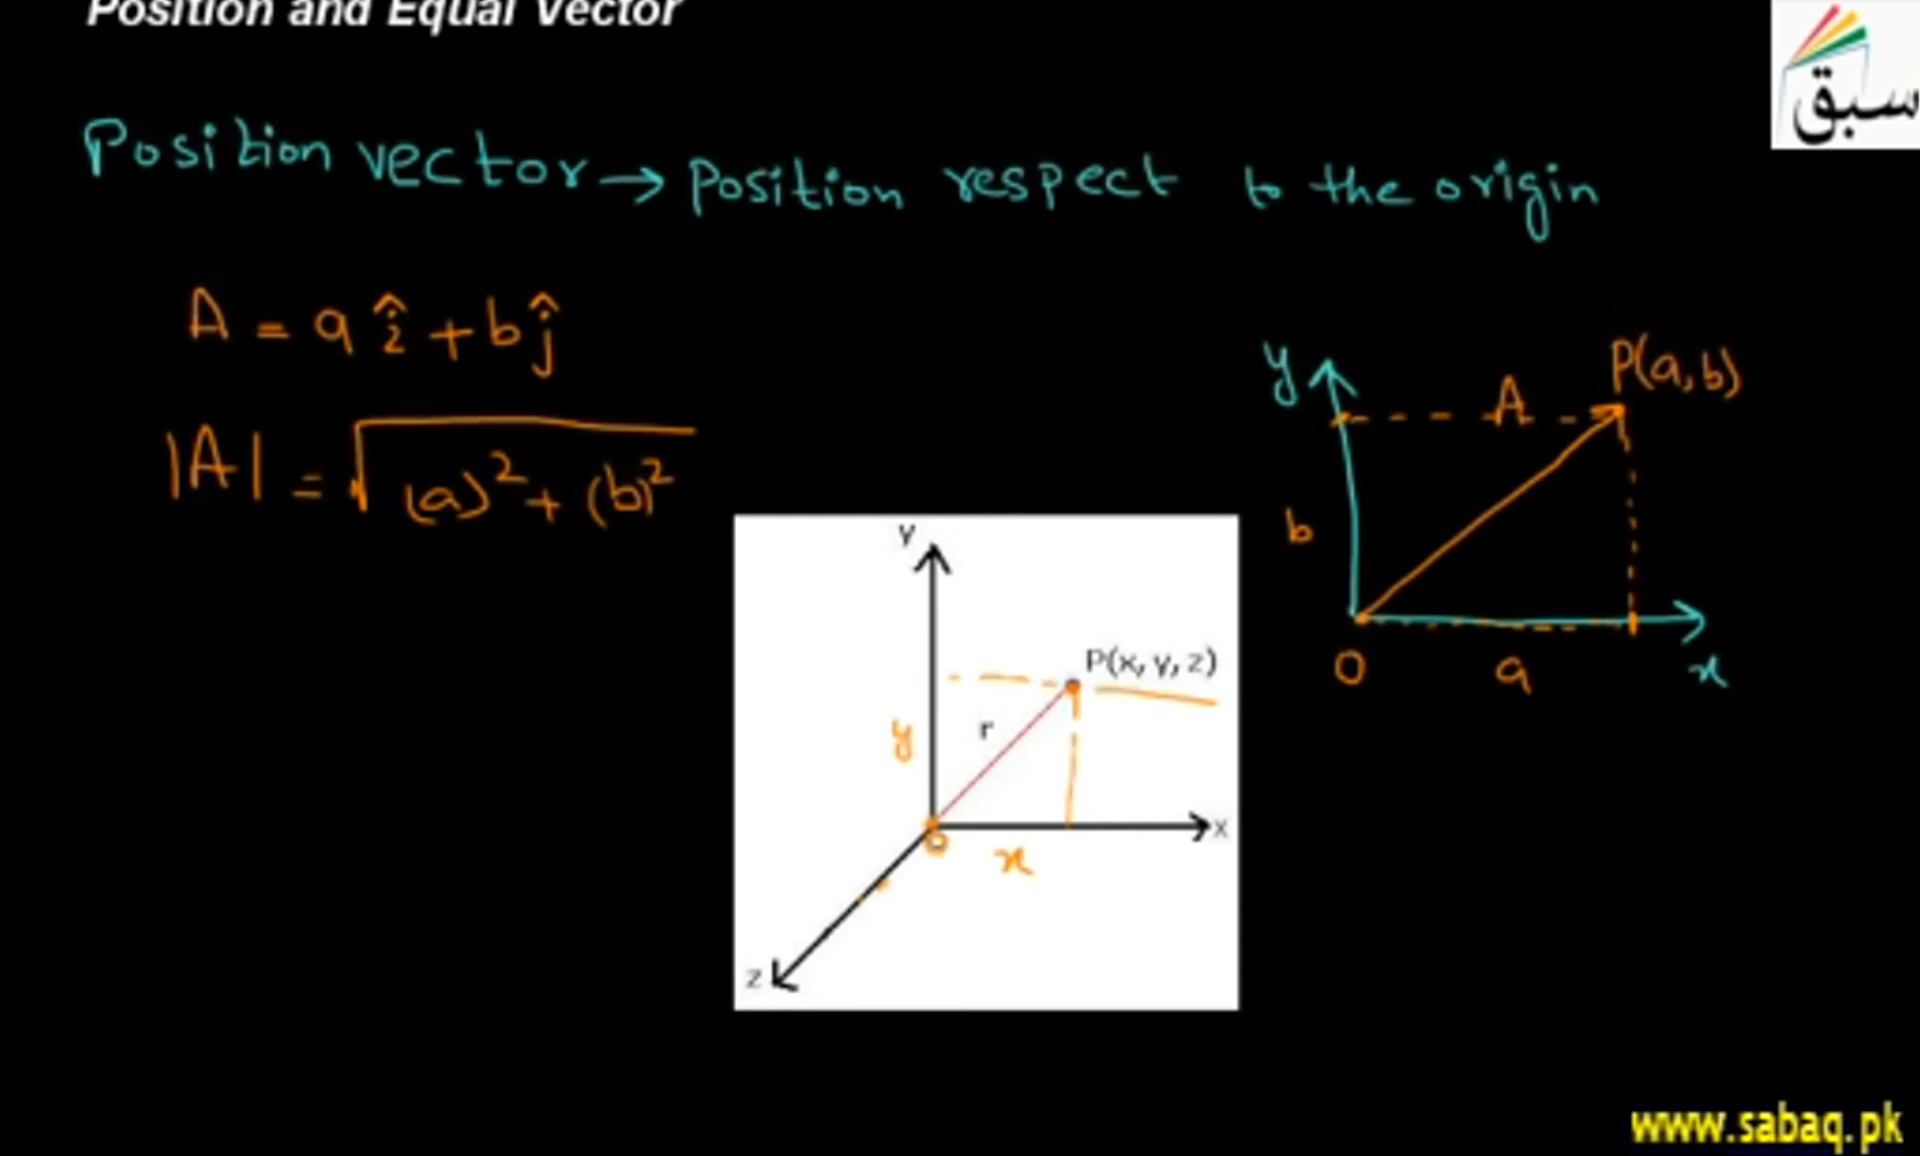 Position and Equal Vector
سبق
Position vector → position respect to the origin
A = a î + b ĵ
|A| = √(a)² + (b)²
y
P(a,b)
A
b
O
a
x
y
P(x, y, z)
y
r
O
x
x
z
www.sabaq.pk